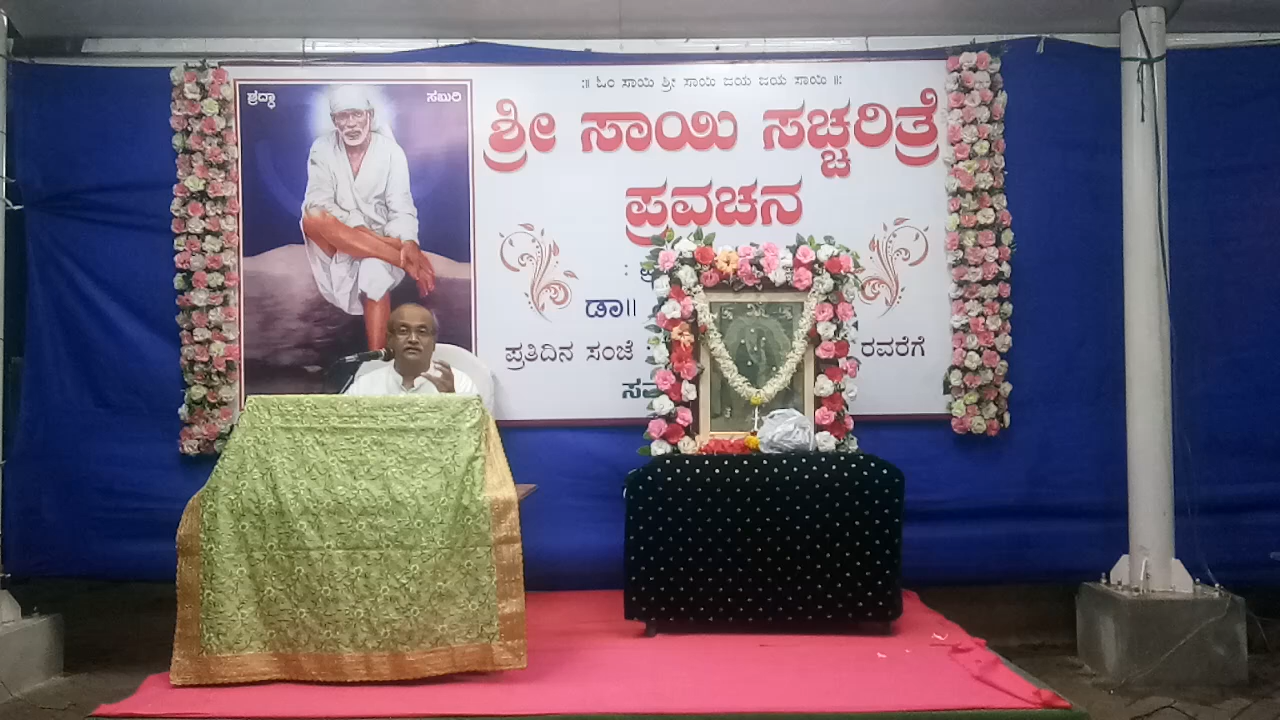 ಶ್ರದ್ಧಾ ಸಬುರಿ
:॥ ಓಂ ಸಾಯಿ ಶ್ರೀ ಸಾಯಿ ಜಯ ಜಯ ಸಾಯಿ ॥:
ಶ್ರೀ ಸಾಯಿ ಸಚ್ಚರಿತ್ರೆ
ಪ್ರವಚನ
ಡಾ॥
ಪ್ರತಿದಿನ ಸಂಜೆ ರವರೆಗೆ